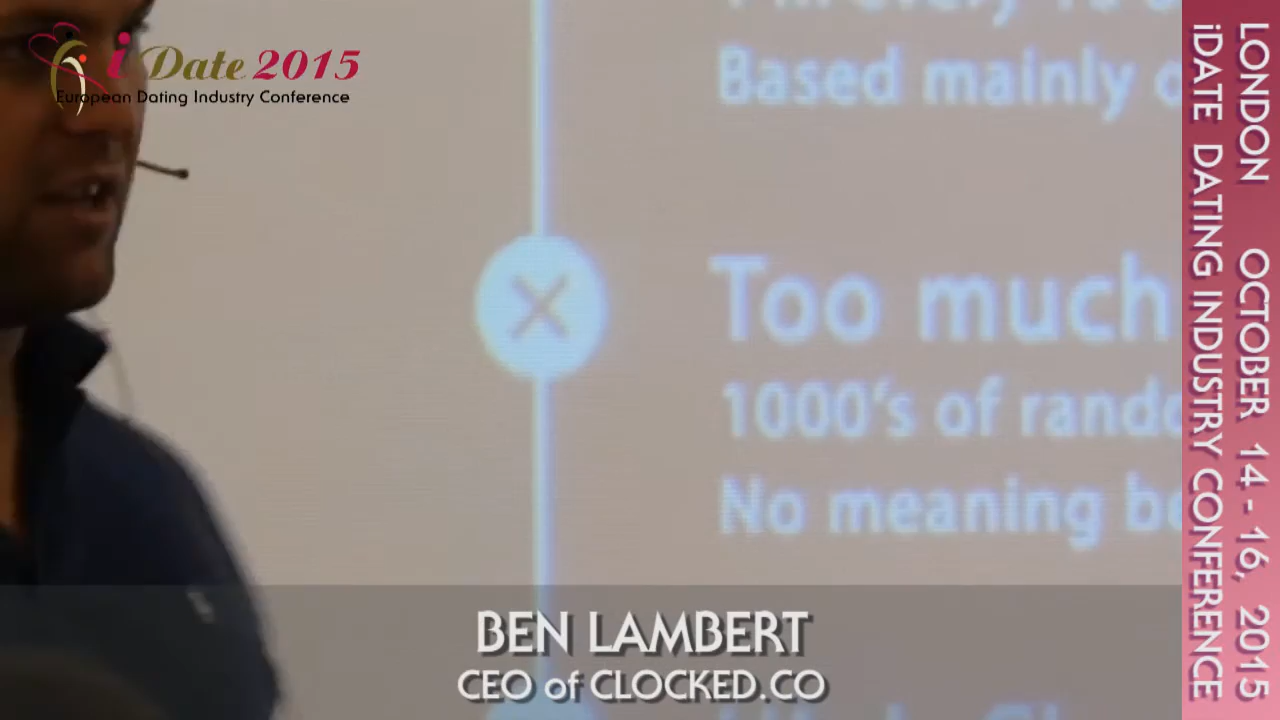 iDate 2015
European Dating Industry Conference
Based mainly
Too much
1000's of
No meaning
BEN LAMBERT
CEO of CLOCKED.CO
LONDON OCTOBER 14 - 16, 2015
iDATE DATING INDUSTRY CONFERENCE